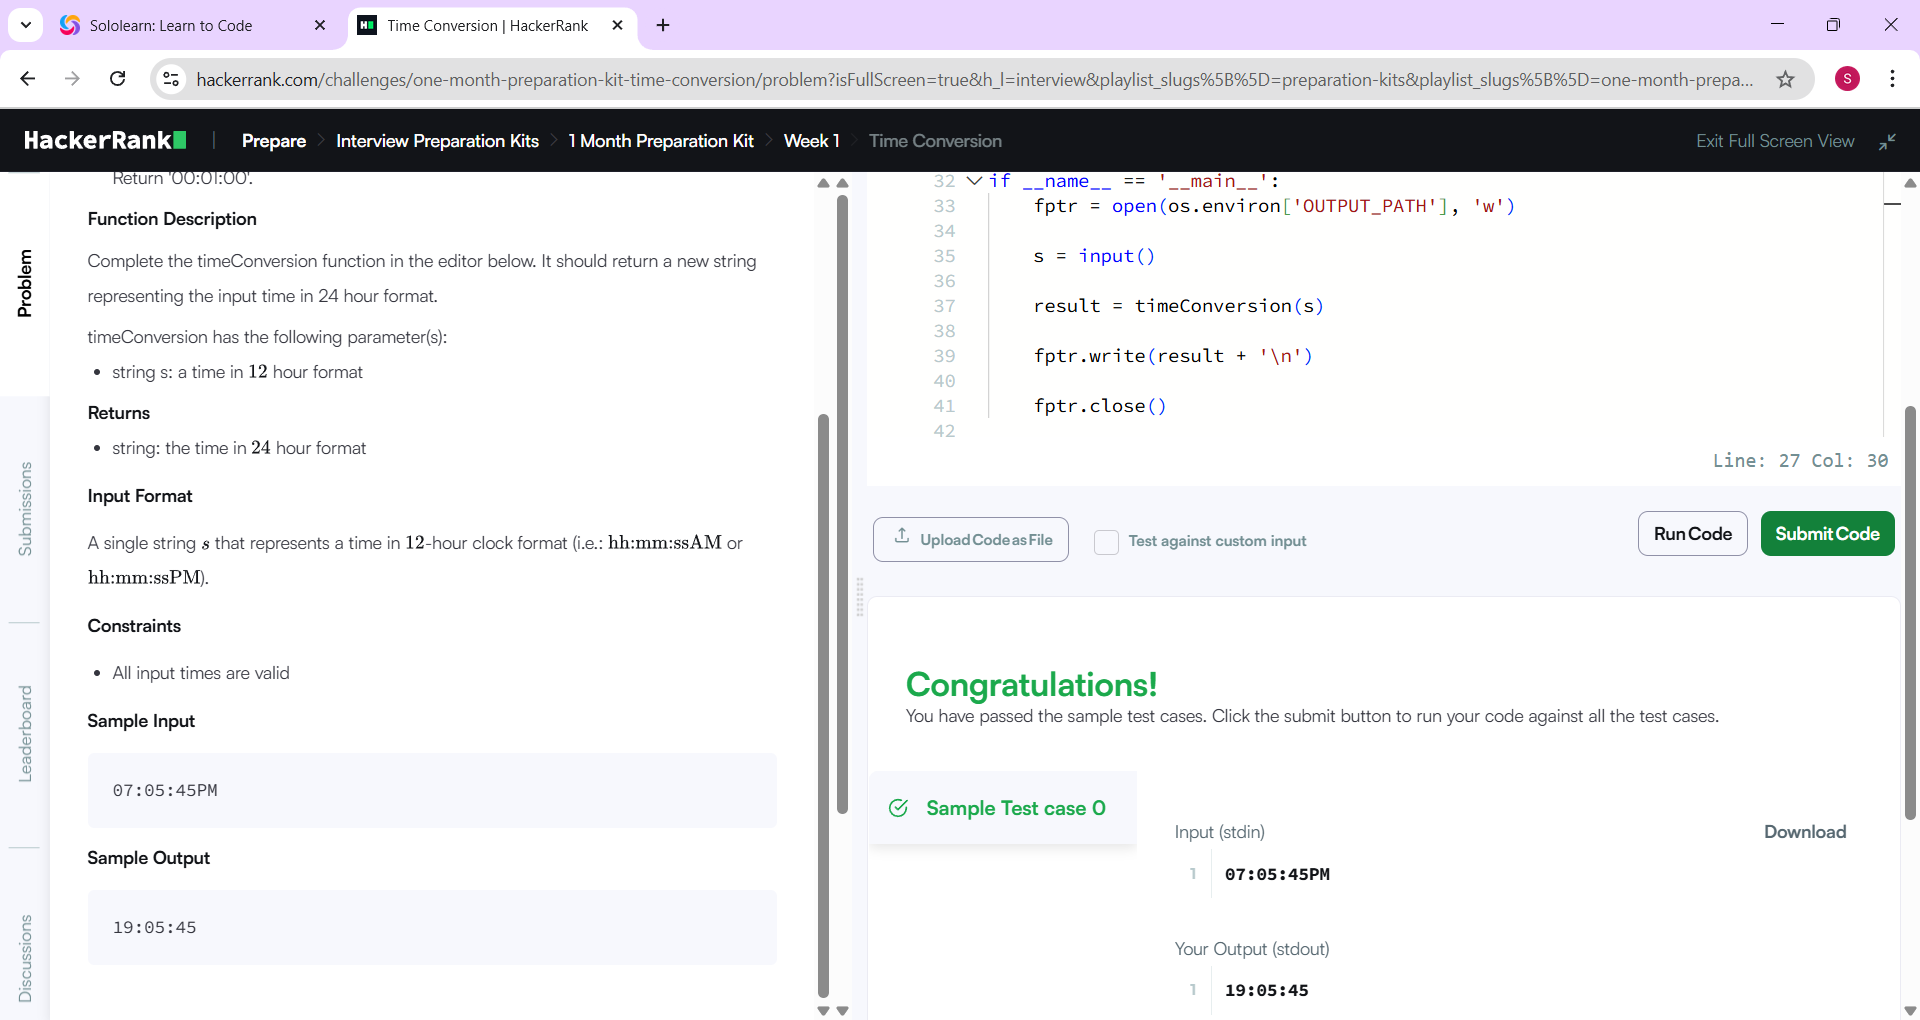 Sololearn: Learn to Code
Time Conversion | HackerRank
hackerrank.com/challenges/one-month-preparation-kit-time-conversion/problem?isFullScreen=true&h_l=interview&playlist_slugs%5B%5D=preparation-kits&playlist_slugs%5B%5D=one-month-prepa...
S
HackerRank
Prepare
Interview Preparation Kits
1 Month Preparation Kit
Week 1
Time Conversion
Exit Full Screen View
Problem
Submissions
Leaderboard
Discussions
Return '00:01:00'.
Function Description
Complete the timeConversion function in the editor below. It should return a new string
representing the input time in 24 hour format.
timeConversion has the following parameter(s):
• string s: a time in 12 hour format
Returns
• string: the time in 24 hour format
Input Format
A single string s that represents a time in 12-hour clock format (i.e.: hh:mm:ssAM or
hh:mm:ssPM).
Constraints
• All input times are valid
Sample Input
07:05:45PM
Sample Output
19:05:45
32 if __name__ == '__main__':
33 fptr = open(os.environ['OUTPUT_PATH'], 'w')
34
35 s = input()
36
37 result = timeConversion(s)
38
39 fptr.write(result + '\n')
40
41 fptr.close()
42
Line: 27 Col: 30
Upload Code as File
Test against custom input
Run Code
Submit Code
Congratulations!
You have passed the sample test cases. Click the submit button to run your code against all the test cases.
Sample Test case 0
Input (stdin)
Download
1 07:05:45PM
Your Output (stdout)
1 19:05:45